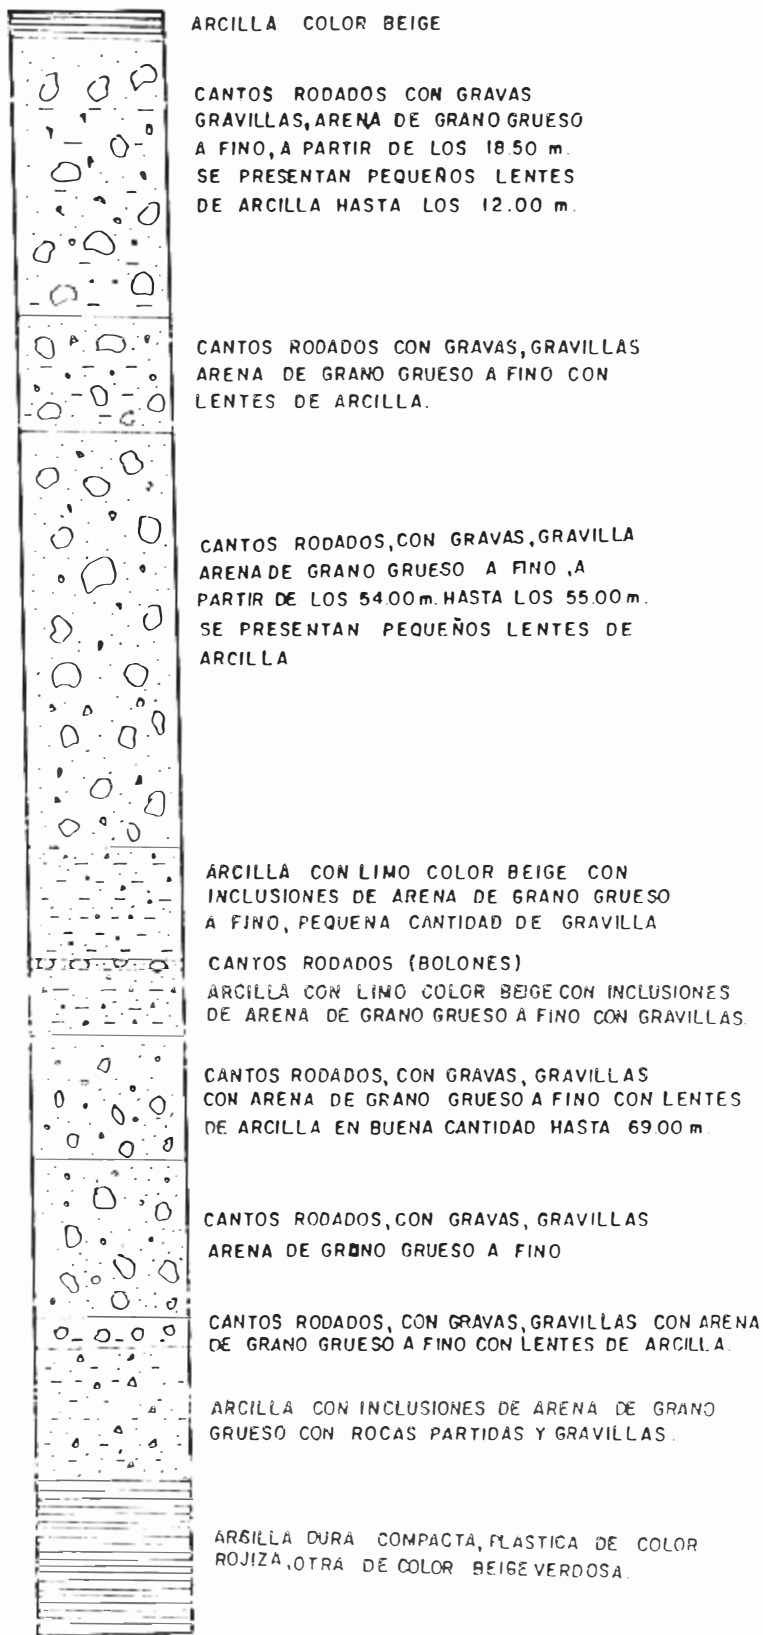 ARCILLA COLOR BEIGE
CANTOS RODADOS CON GRAVAS
GRAVILLAS, ARENA DE GRANO GRUESO
A FINO, A PARTIR DE LOS 18.50 m.
SE PRESENTAN PEQUEÑOS LENTES
DE ARCILLA HASTA LOS 12.00 m.
CANTOS RODADOS CON GRAVAS, GRAVILLAS
ARENA DE GRANO GRUESO A FINO CON
LENTES DE ARCILLA.
CANTOS RODADOS, CON GRAVAS, GRAVILLA
ARENA DE GRANO GRUESO A FINO, A
PARTIR DE LOS 54.00 m. HASTA LOS 55.00 m.
SE PRESENTAN PEQUEÑOS LENTES DE
ARCILLA
ARCILLA CON LIMO COLOR BEIGE CON
INCLUSIONES DE ARENA DE GRANO GRUESO
A FINO, PEQUENA CANTIDAD DE GRAVILLA
CANTOS RODADOS (BOLONES)
ARCILLA CON LIMO COLOR BEIGE CON INCLUSIONES
DE ARENA DE GRANO GRUESO A FINO CON GRAVILLAS.
CANTOS RODADOS, CON GRAVAS, GRAVILLAS
CON ARENA DE GRANO GRUESO A FINO CON LENTES
DE ARCILLA EN BUENA CANTIDAD HASTA 69.00 m
CANTOS RODADOS, CON GRAVAS, GRAVILLAS
ARENA DE GRANO GRUESO A FINO
CANTOS RODADOS, CON GRAVAS, GRAVILLAS CON ARENA
DE GRANO GRUESO A FINO CON LENTES DE ARCILLA.
ARCILLA CON INCLUSIONES DE ARENA DE GRANO
GRUESO CON ROCAS PARTIDAS Y GRAVILLAS.
ARCILLA DURA COMPACTA, PLASTICA DE COLOR
ROJIZA, OTRA DE COLOR BEIGE VERDOSA.